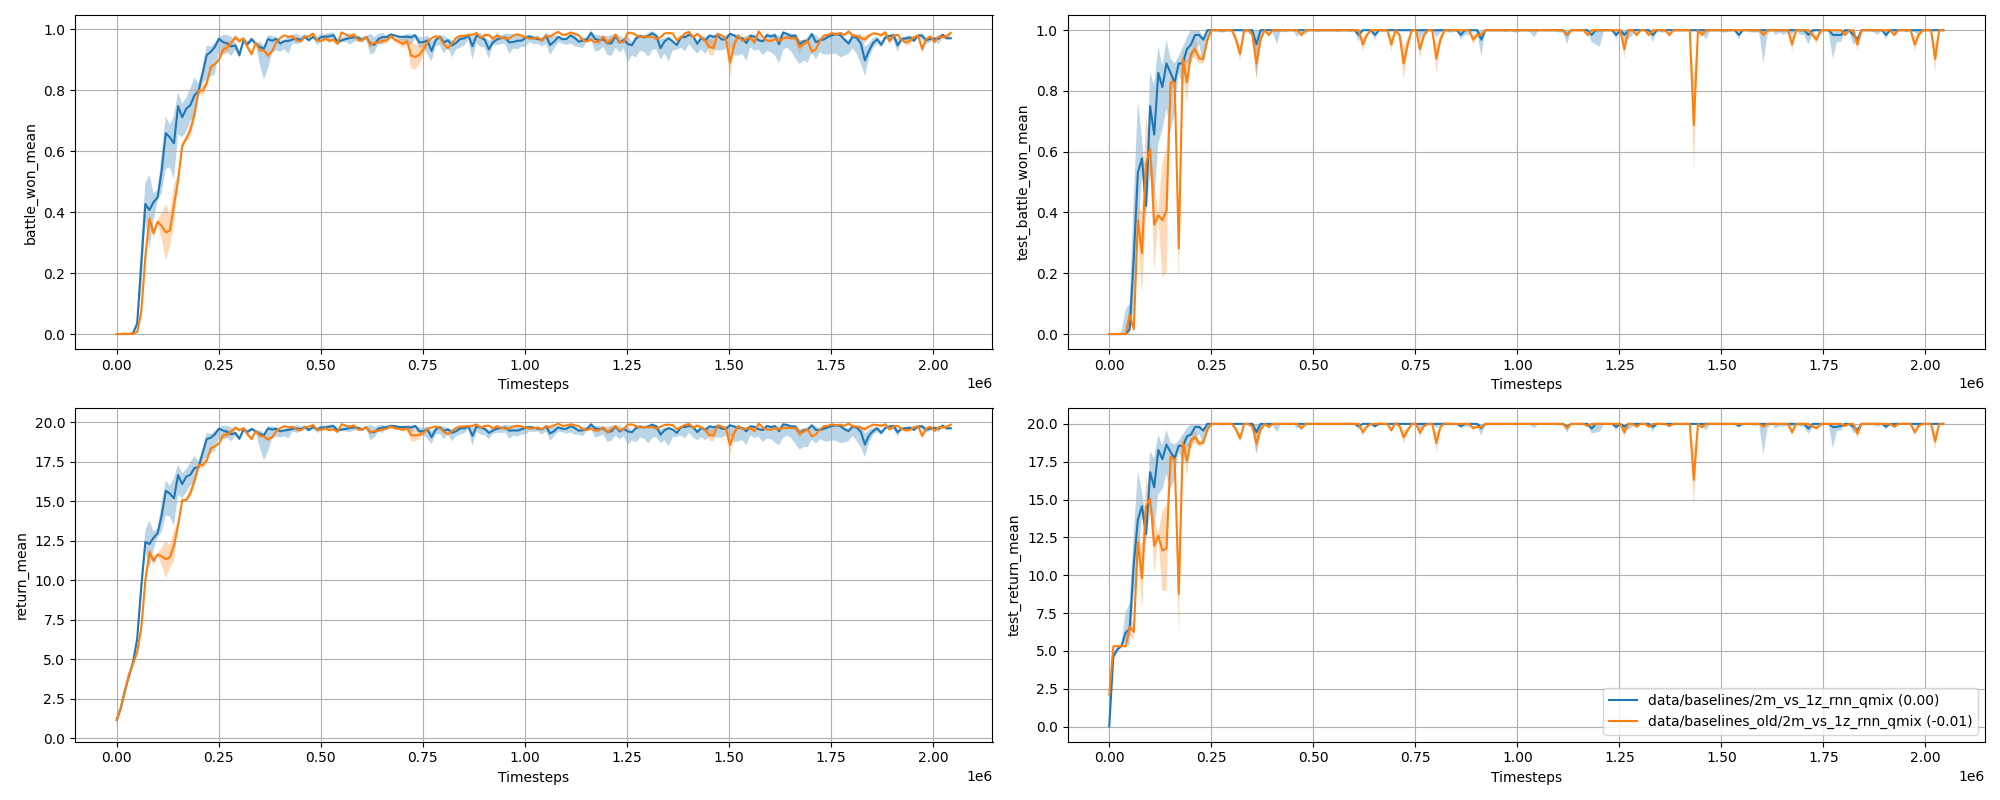 1.0
0.8
0.6
0.4
0.2
0.0
battle_won_mean
0.00 0.25 0.50 0.75 1.00 1.25 1.50 1.75 2.00
Timesteps
1e6
1.0
0.8
0.6
0.4
0.2
0.0
test_battle_won_mean
0.00 0.25 0.50 0.75 1.00 1.25 1.50 1.75 2.00
Timesteps
1e6
20.0
17.5
15.0
12.5
10.0
7.5
5.0
2.5
0.0
return_mean
0.00 0.25 0.50 0.75 1.00 1.25 1.50 1.75 2.00
Timesteps
1e6
20.0
17.5
15.0
12.5
10.0
7.5
5.0
2.5
0.0
test_return_mean
data/baselines/2m_vs_1z_rnn_qmix (0.00)
data/baselines_old/2m_vs_1z_rnn_qmix (-0.01)
0.00 0.25 0.50 0.75 1.00 1.25 1.50 1.75 2.00
Timesteps
1e6